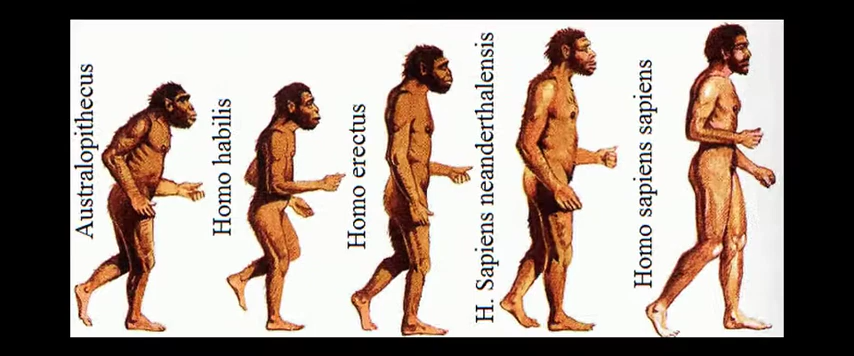 Australopithecus
Homo habilis
Homo erectus
H. Sapiens neanderthalensis
Homo sapiens sapiens